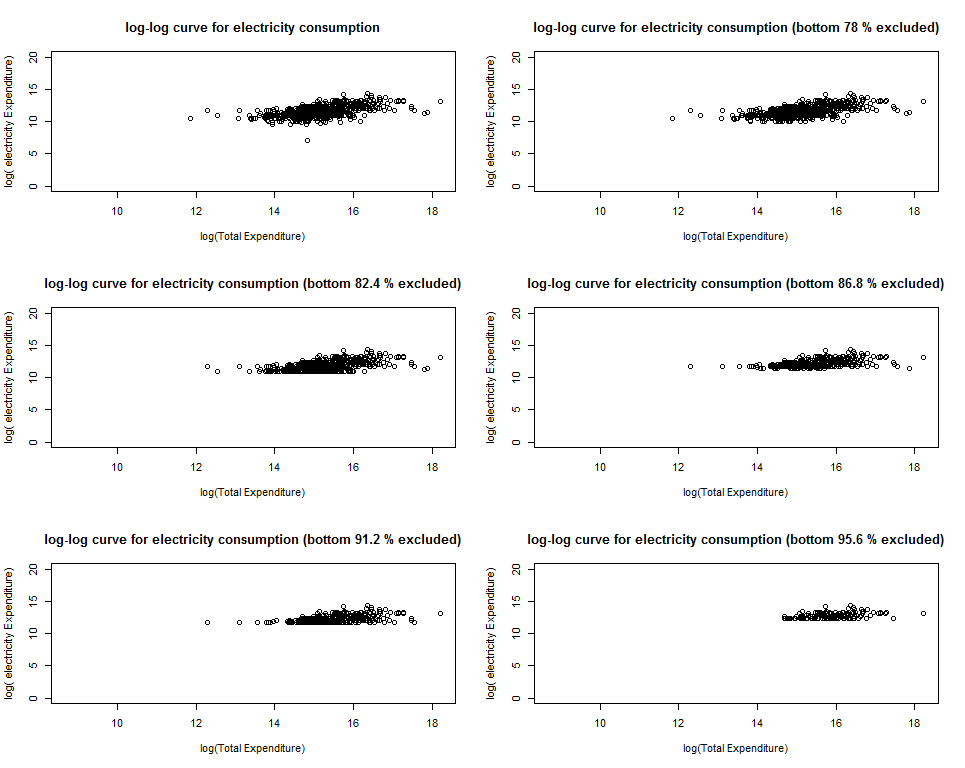 log-log curve for electricity consumption
log( electricity Expenditure)
20
15
10
5
0
10 12 14 16 18
log(Total Expenditure)
log-log curve for electricity consumption (bottom 78 % excluded)
log( electricity Expenditure)
20
15
10
5
0
10 12 14 16 18
log(Total Expenditure)
log-log curve for electricity consumption (bottom 82.4 % excluded)
log( electricity Expenditure)
20
15
10
5
0
10 12 14 16 18
log(Total Expenditure)
log-log curve for electricity consumption (bottom 86.8 % excluded)
log( electricity Expenditure)
20
15
10
5
0
10 12 14 16 18
log(Total Expenditure)
log-log curve for electricity consumption (bottom 91.2 % excluded)
log( electricity Expenditure)
20
15
10
5
0
10 12 14 16 18
log(Total Expenditure)
log-log curve for electricity consumption (bottom 95.6 % excluded)
log( electricity Expenditure)
20
15
10
5
0
10 12 14 16 18
log(Total Expenditure)